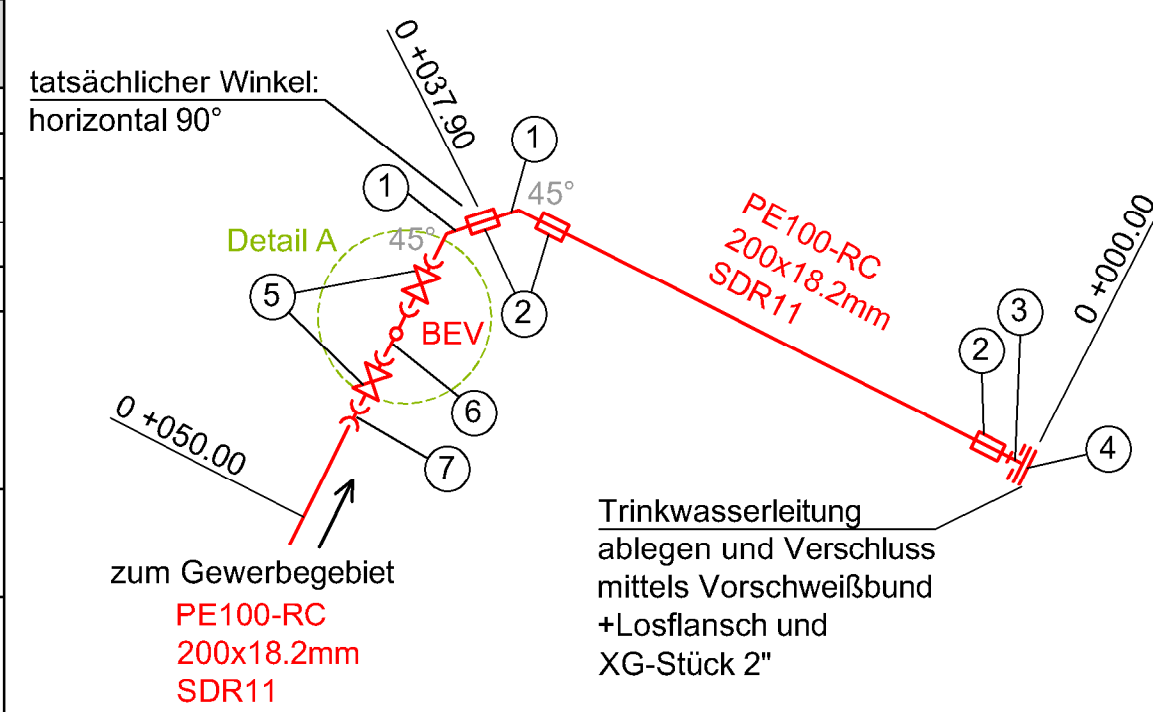 tatsächlicher Winkel:
horizontal 90°
0 +037.90
1
1
45°
45°
Detail A
5
BEV
2
6
7
0 +050.00
PE100-RC
200x18.2mm
SDR11
0 +000.00
3
2
4
zum Gewerbegebiet
PE100-RC
200x18.2mm
SDR11
Trinkwasserleitung
ablegen und Verschluss
mittels Vorschweißbund
+Losflansch und
XG-Stück 2"